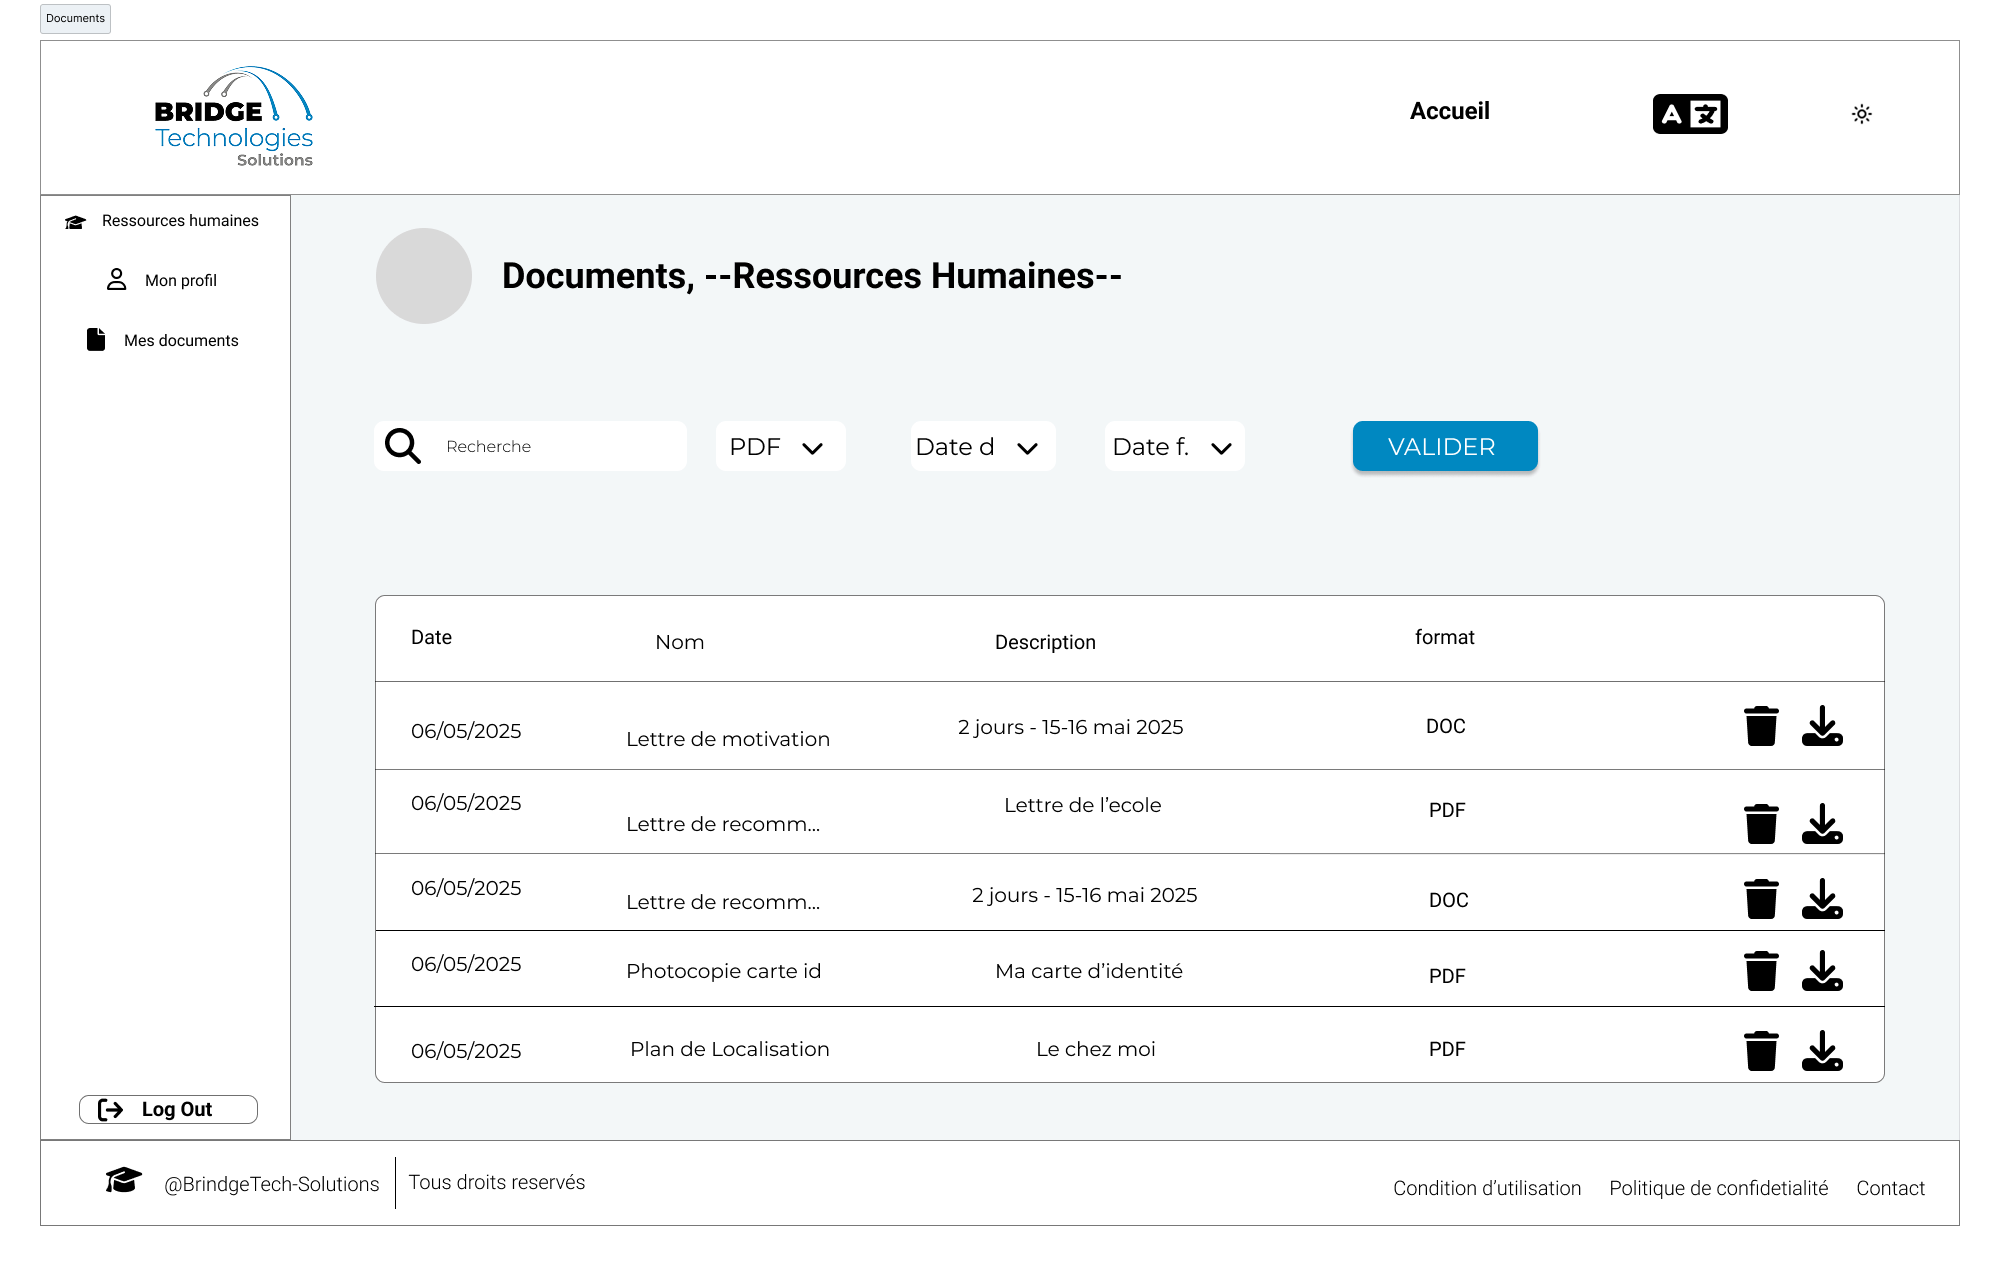 Documents
BRIDGE
Technologies
Solutions
Accueil
A 文
Ressources humaines
Mon profil
Mes documents
Log Out
Documents, --Ressources Humaines--
Recherche
PDF
Date d
Date f.
VALIDER
Date Nom Description format
06/05/2025 Lettre de motivation 2 jours - 15-16 mai 2025 DOC
06/05/2025 Lettre de recomm... Lettre de l’ecole PDF
06/05/2025 Lettre de recomm... 2 jours - 15-16 mai 2025 DOC
06/05/2025 Photocopie carte id Ma carte d’identité PDF
06/05/2025 Plan de Localisation Le chez moi PDF
@BrindgeTech-Solutions
Tous droits reservés
Condition d’utilisation Politique de confidetialité Contact